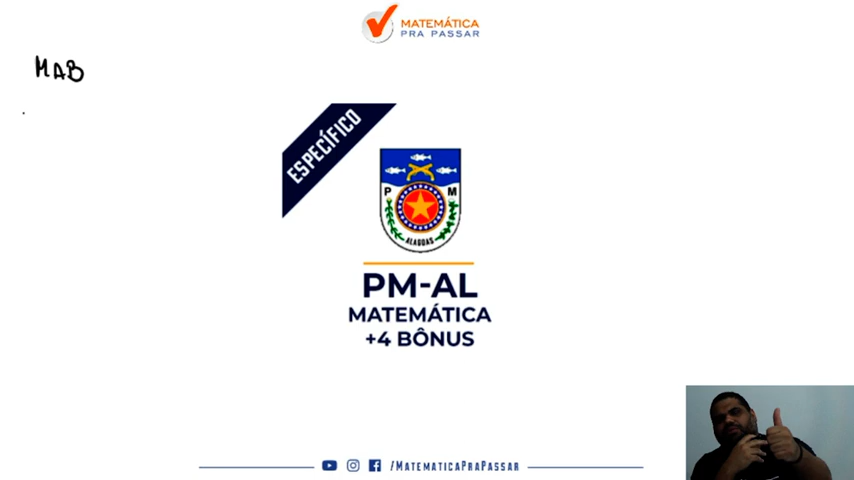 MATEMÁTICA
PRA PASSAR
MAB
ESPECÍFICO
P M
ALAGOAS
PM-AL
MATEMÁTICA
+4 BÔNUS
/MATEMATICAPRAPASSAR